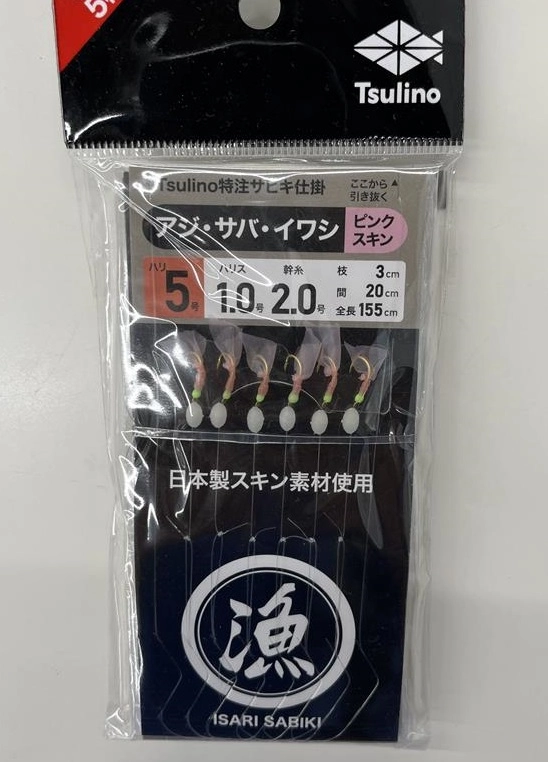 Tsulino
Tsulino特注サビキ仕掛
ここから▲
引き抜く
アジ・サバ・イワシ
ピンク
スキン
ハリ 5号
ハリス 1.0号
幹糸 2.0号
枝 3cm
間 20cm
全長 155cm
日本製スキン素材使用
漁
ISARI SABIKI